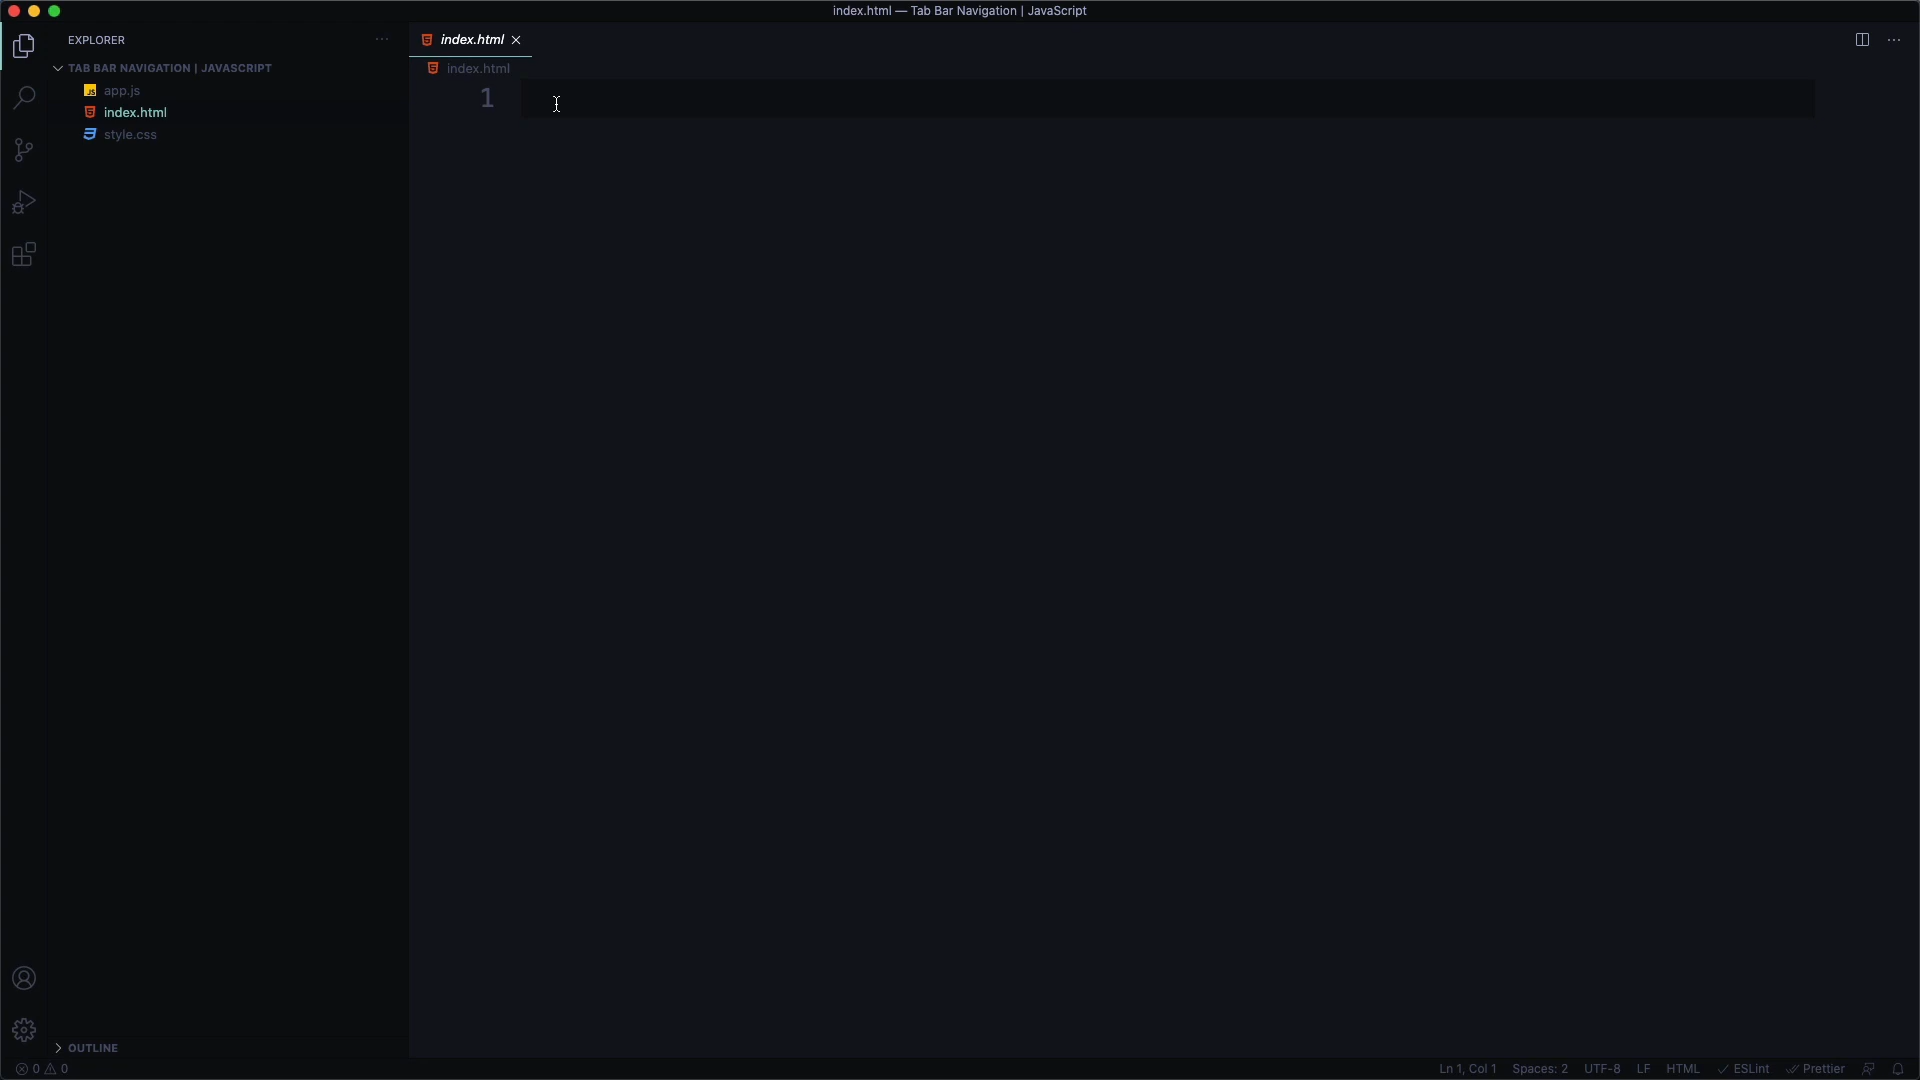 index.html — Tab Bar Navigation | JavaScript
EXPLORER
TAB BAR NAVIGATION | JAVASCRIPT
JS app.js
index.html
style.css
OUTLINE
index.html
index.html
1
0 0
Ln 1, Col 1 Spaces: 2 UTF-8 LF HTML ESLint Prettier